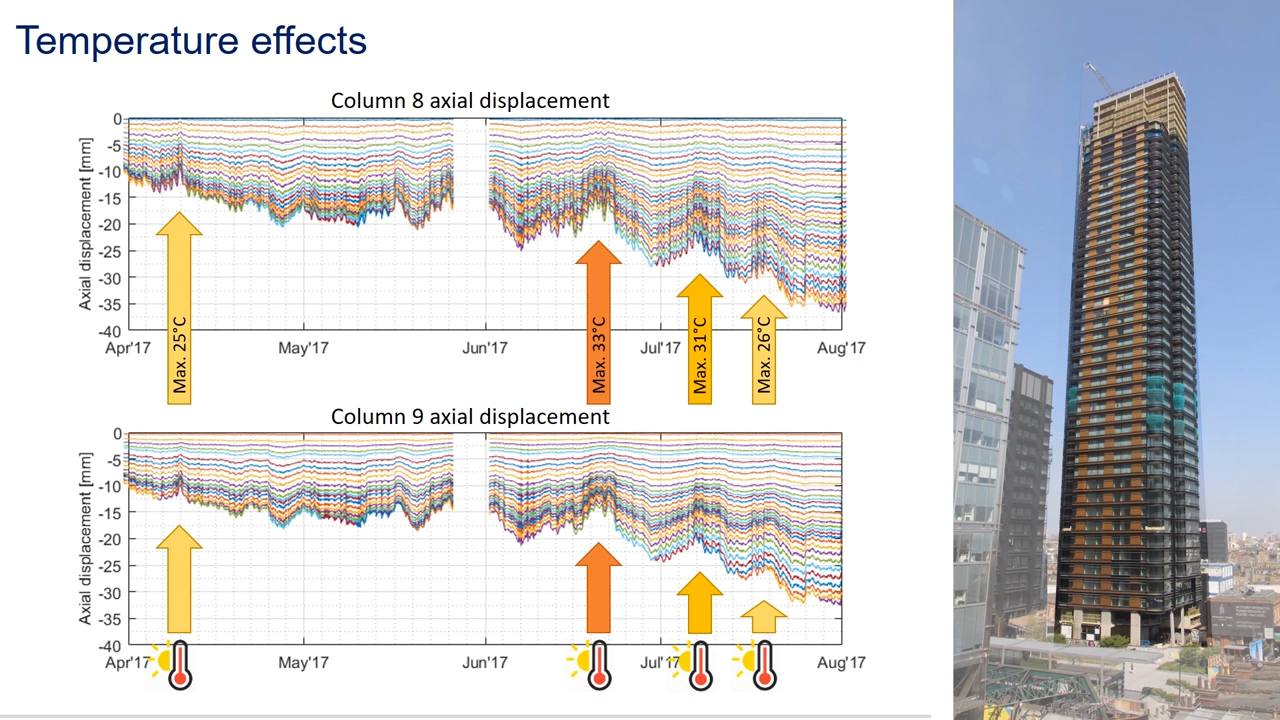 Temperature effects
Column 8 axial displacement
Axial displacement [mm]
0
-5
-10
-15
-20
-25
-30
-35
-40
Apr'17
May'17
Jun'17
Jul'17
Aug'17
Max. 25°C
Max. 33°C
Max. 31°C
Max. 26°C
Column 9 axial displacement
Axial displacement [mm]
0
-5
-10
-15
-20
-25
-30
-35
-40
Apr'17
May'17
Jun'17
Jul'17
Aug'17